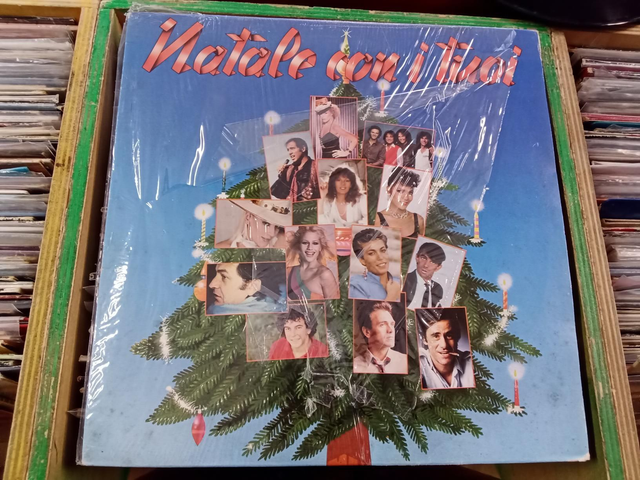 Natale con i tuoi